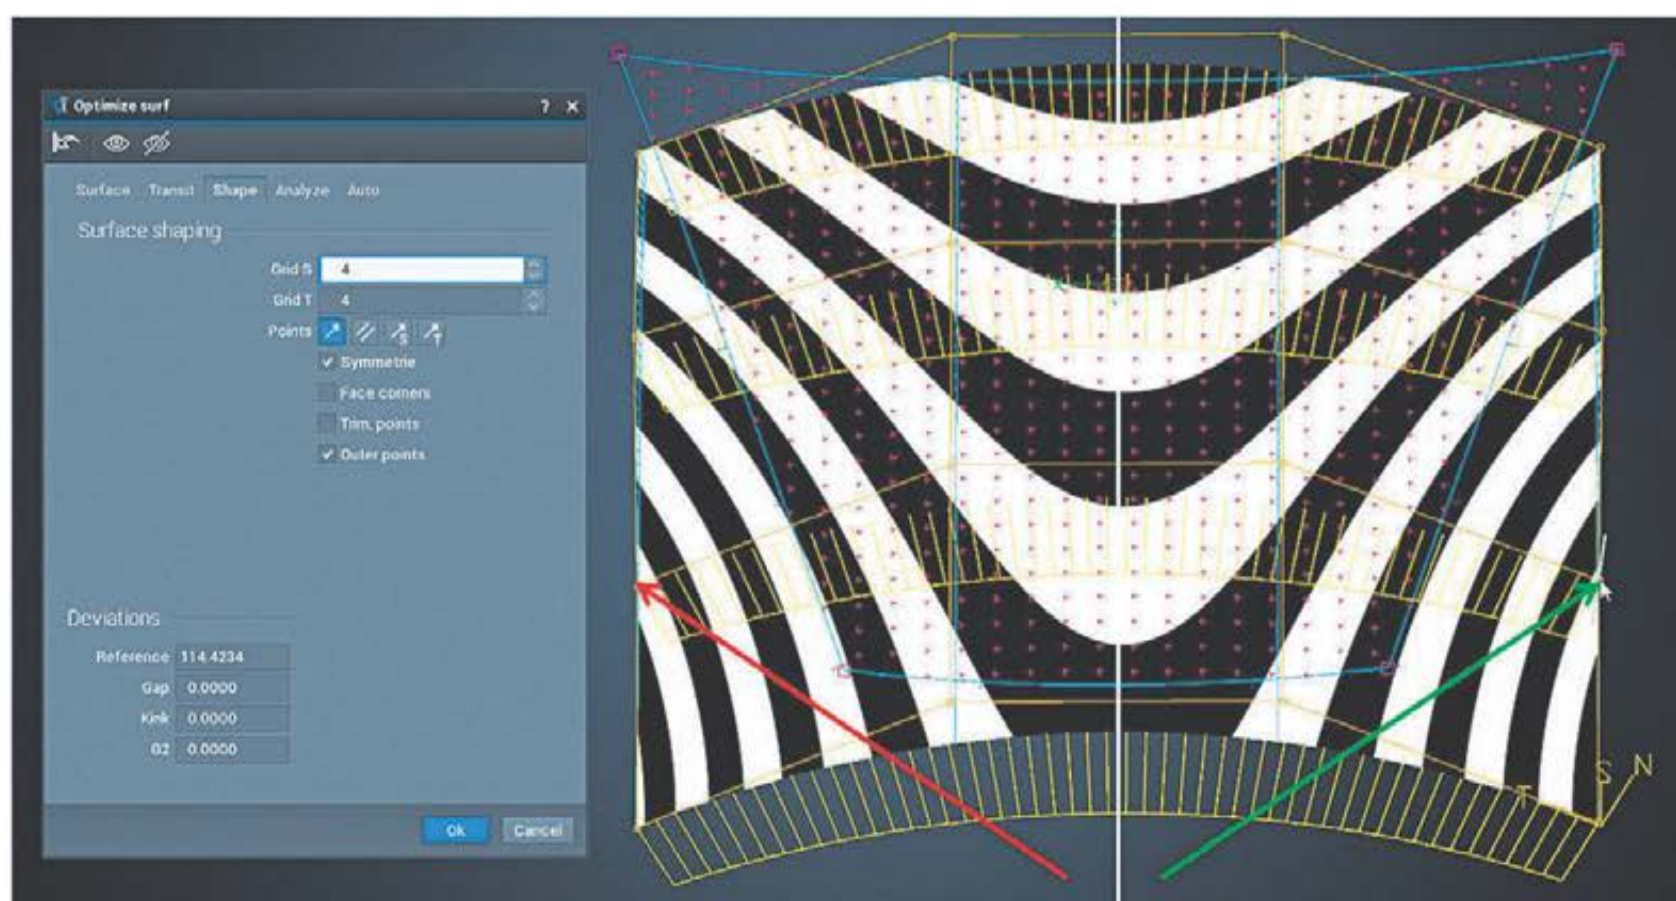 Optimize surf ? ×
Surface Transit Shape Analyze Auto
Surface shaping
Grid S 4
Grid T 4
Points S T
Symmetrie
Face corners
Trim. points
Outer points
Deviations
Reference 114.4234
Gap 0.0000
Kink 0.0000
G2 0.0000
Ok Cancel
S N
T